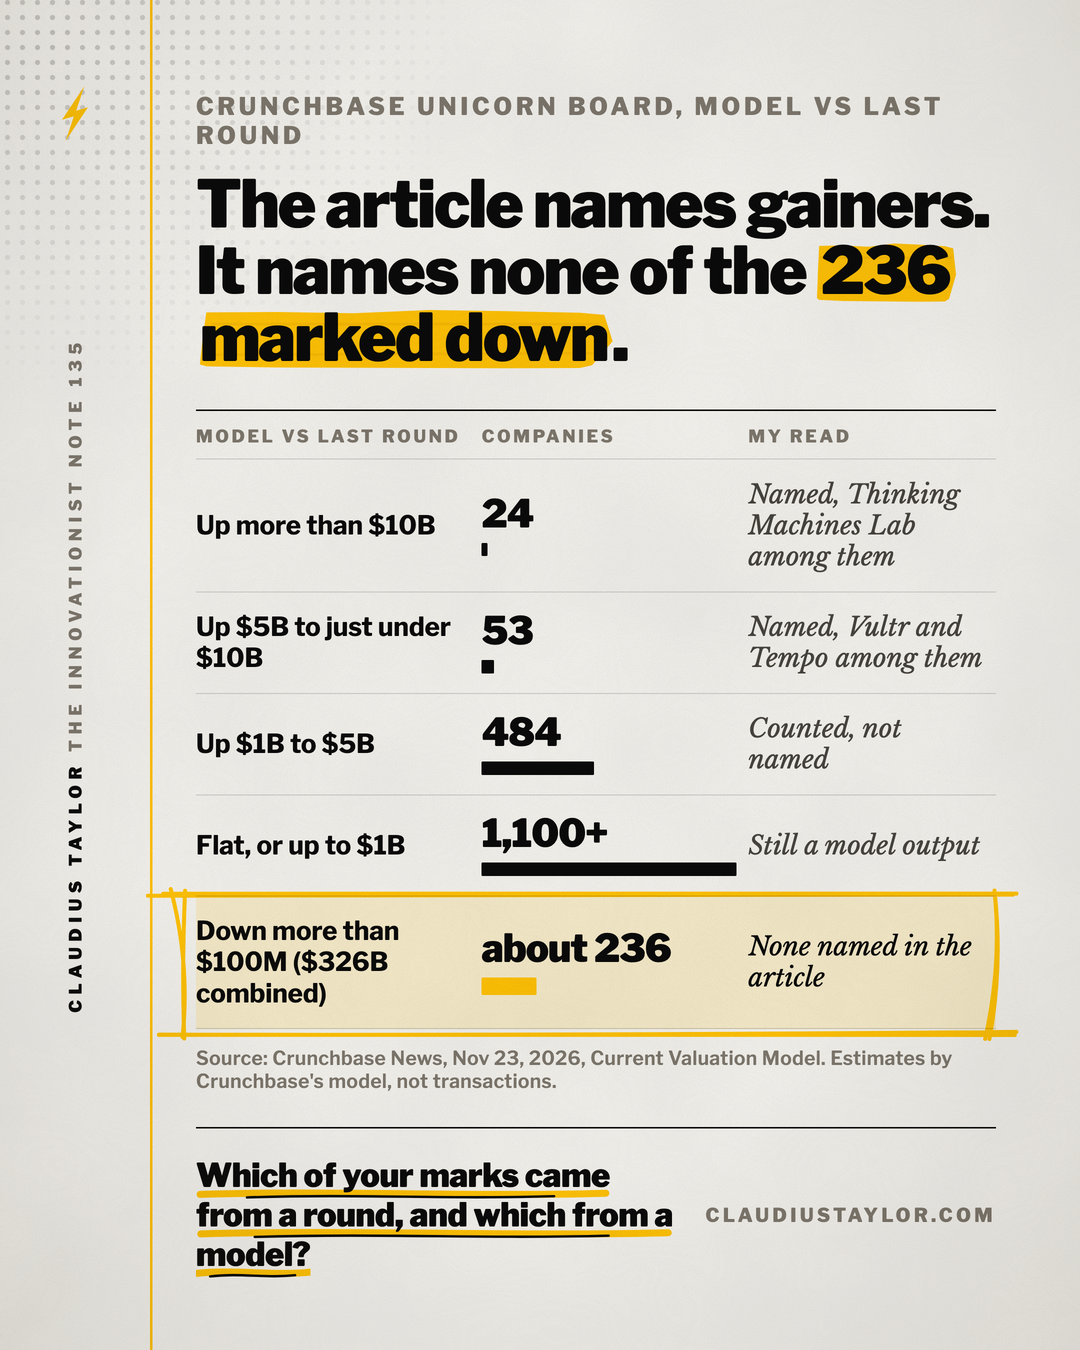 CRUNCHBASE UNICORN BOARD, MODEL VS LAST
ROUND
The article names gainers.
It names none of the 236
marked down.
MODEL VS LAST ROUND
COMPANIES
MY READ
Up more than $10B
24
Named, Thinking
Machines Lab
among them
Up $5B to just under
$10B
53
Named, Vultr and
Tempo among them
Up $1B to $5B
484
Counted, not
named
Flat, or up to $1B
1,100+
Still a model output
Down more than
$100M ($326B
combined)
about 236
None named in the
article
Source: Crunchbase News, Nov 23, 2026, Current Valuation Model. Estimates by
Crunchbase's model, not transactions.
Which of your marks came
from a round, and which from a
model?
CLAUDIUSTAYLOR.COM
CLAUDIUS TAYLOR THE INNOVATIONIST NOTE 135